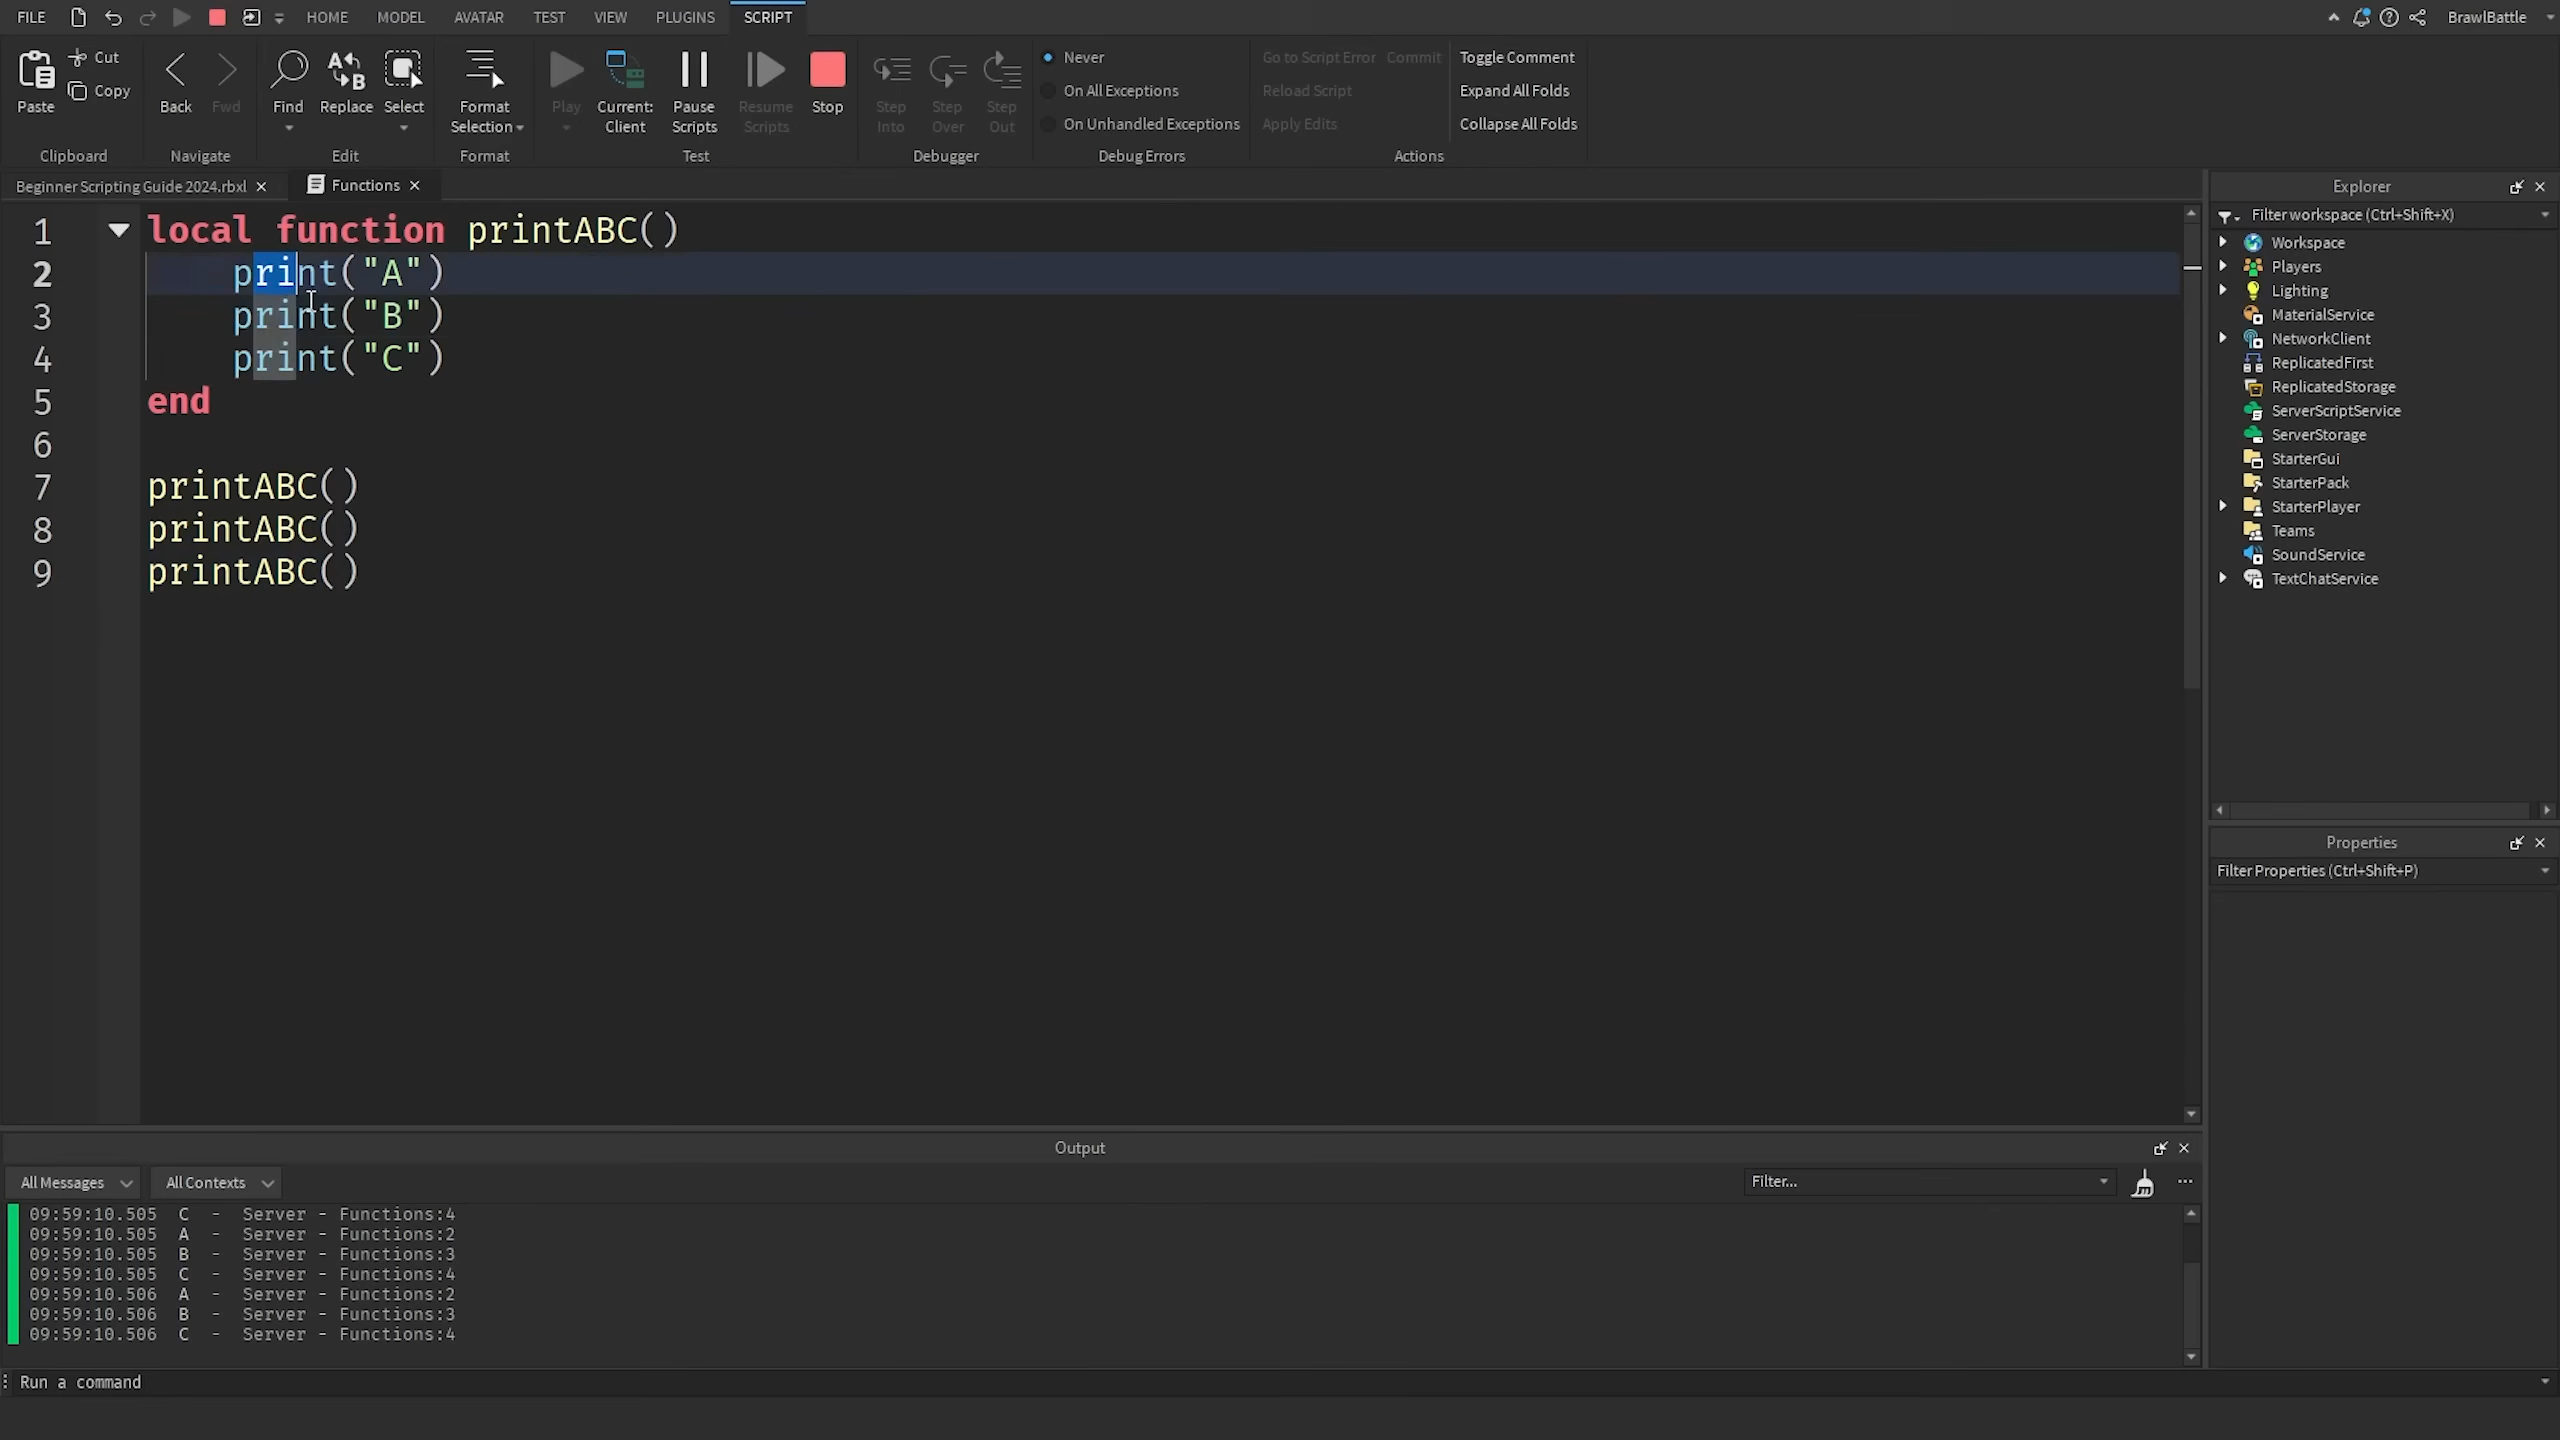 FILE HOME MODEL AVATAR TEST VIEW PLUGINS SCRIPT BrawlBattle
Paste Cut Copy
Clipboard
Back Fwd
Navigate
Find Replace Select
Edit
Format Selection
Format
Play Current: Client Pause Scripts Resume Scripts Stop
Test
Step Into Step Over Step Out
Debugger
Never
On All Exceptions
On Unhandled Exceptions
Debug Errors
Go to Script Error Commit
Reload Script
Apply Edits
Toggle Comment
Expand All Folds
Collapse All Folds
Actions
Beginner Scripting Guide 2024.rbxl Functions
1 local function printABC()
2 print("A")
3 print("B")
4 print("C")
5 end
6
7 printABC()
8 printABC()
9 printABC()
Explorer
Filter workspace (Ctrl+Shift+X)
Workspace
Players
Lighting
MaterialService
NetworkClient
ReplicatedFirst
ReplicatedStorage
ServerScriptService
ServerStorage
StarterGui
StarterPack
StarterPlayer
Teams
SoundService
TextChatService
Properties
Filter Properties (Ctrl+Shift+P)
Output
All Messages All Contexts Filter...
09:59:10.505 C - Server - Functions:4
09:59:10.505 A - Server - Functions:2
09:59:10.505 B - Server - Functions:3
09:59:10.505 C - Server - Functions:4
09:59:10.506 A - Server - Functions:2
09:59:10.506 B - Server - Functions:3
09:59:10.506 C - Server - Functions:4
Run a command